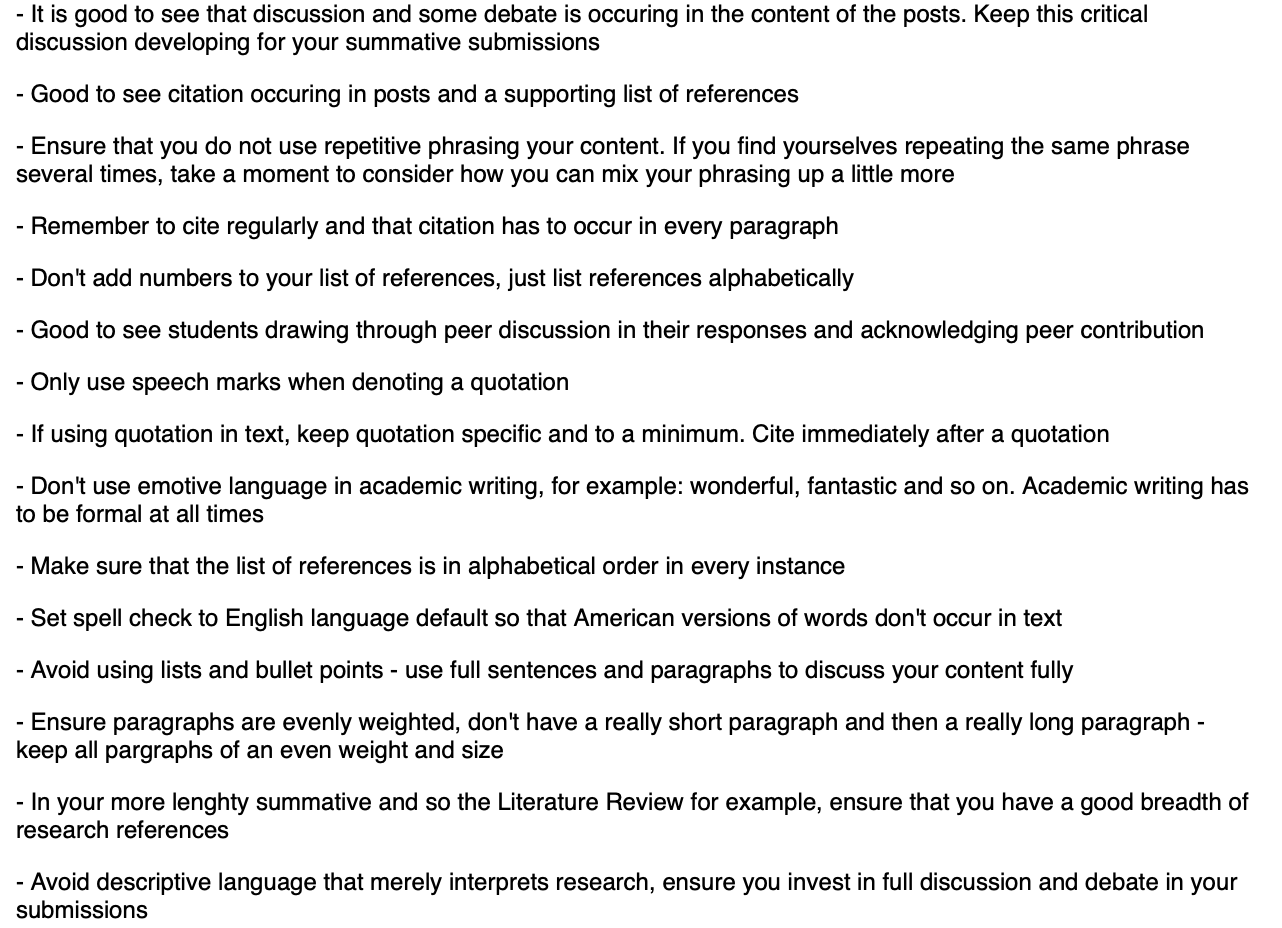 - It is good to see that discussion and some debate is occuring in the content of the posts. Keep this critical
discussion developing for your summative submissions
- Good to see citation occuring in posts and a supporting list of references
- Ensure that you do not use repetitive phrasing your content. If you find yourselves repeating the same phrase
several times, take a moment to consider how you can mix your phrasing up a little more
- Remember to cite regularly and that citation has to occur in every paragraph
- Don't add numbers to your list of references, just list references alphabetically
- Good to see students drawing through peer discussion in their responses and acknowledging peer contribution
- Only use speech marks when denoting a quotation
- If using quotation in text, keep quotation specific and to a minimum. Cite immediately after a quotation
- Don't use emotive language in academic writing, for example: wonderful, fantastic and so on. Academic writing has
to be formal at all times
- Make sure that the list of references is in alphabetical order in every instance
- Set spell check to English language default so that American versions of words don't occur in text
- Avoid using lists and bullet points - use full sentences and paragraphs to discuss your content fully
- Ensure paragraphs are evenly weighted, don't have a really short paragraph and then a really long paragraph -
keep all pargraphs of an even weight and size
- In your more lenghty summative and so the Literature Review for example, ensure that you have a good breadth of
research references
- Avoid descriptive language that merely interprets research, ensure you invest in full discussion and debate in your
submissions